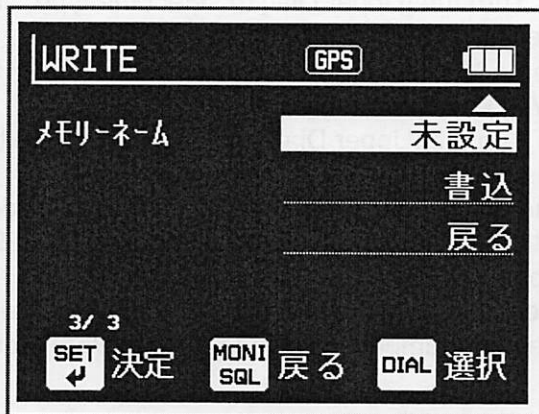 WRITE GPS
メモリーネーム 未設定
書込
戻る
3/ 3
SET 決定 MONI SQL 戻る DIAL 選択